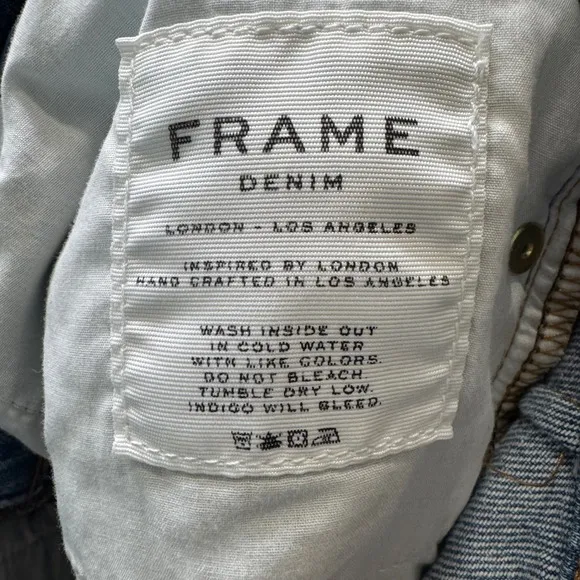 FRAME
DENIM
LONDON - LOS ANGELES
INSPIRED BY LONDON
HAND CRAFTED IN LOS ANGELES
WASH INSIDE OUT
IN COLD WATER
WITH LIKE COLORS.
DO NOT BLEACH
TUMBLE DRY LOW.
INDIGO WILL BLEED.